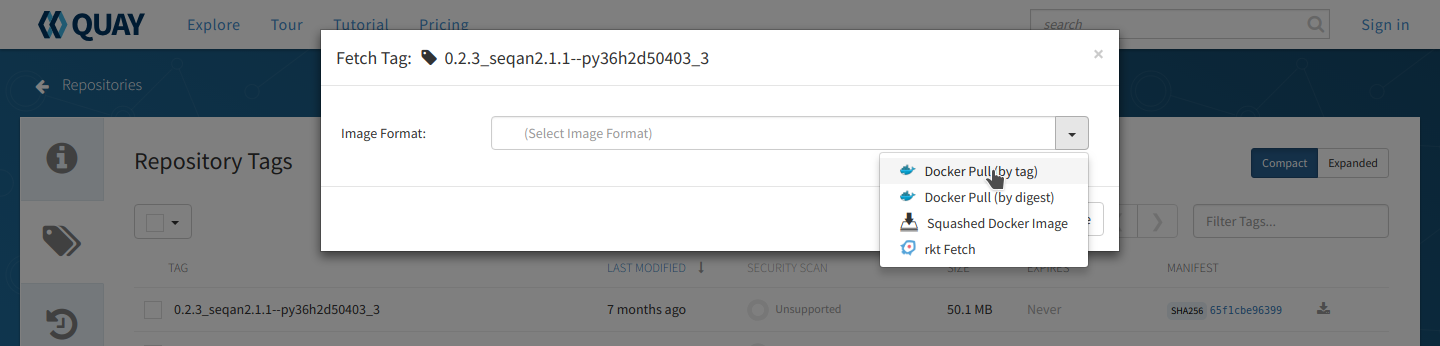 QUAY Explore Tour Tutorial Pricing search Sign in
Fetch Tag: 0.2.3_seqan2.1.1--py36h2d50403_3 ×
Repositories
Image Format: (Select Image Format)
Repository Tags
Compact Expanded
Docker Pull (by tag)
Docker Pull (by digest)
Squashed Docker Image
rkt Fetch
Filter Tags...
TAG LAST MODIFIED SECURITY SCAN SIZE EXPIRES MANIFEST
0.2.3_seqan2.1.1--py36h2d50403_3 7 months ago Unsupported 50.1 MB Never SHA256 65f1cbe96399